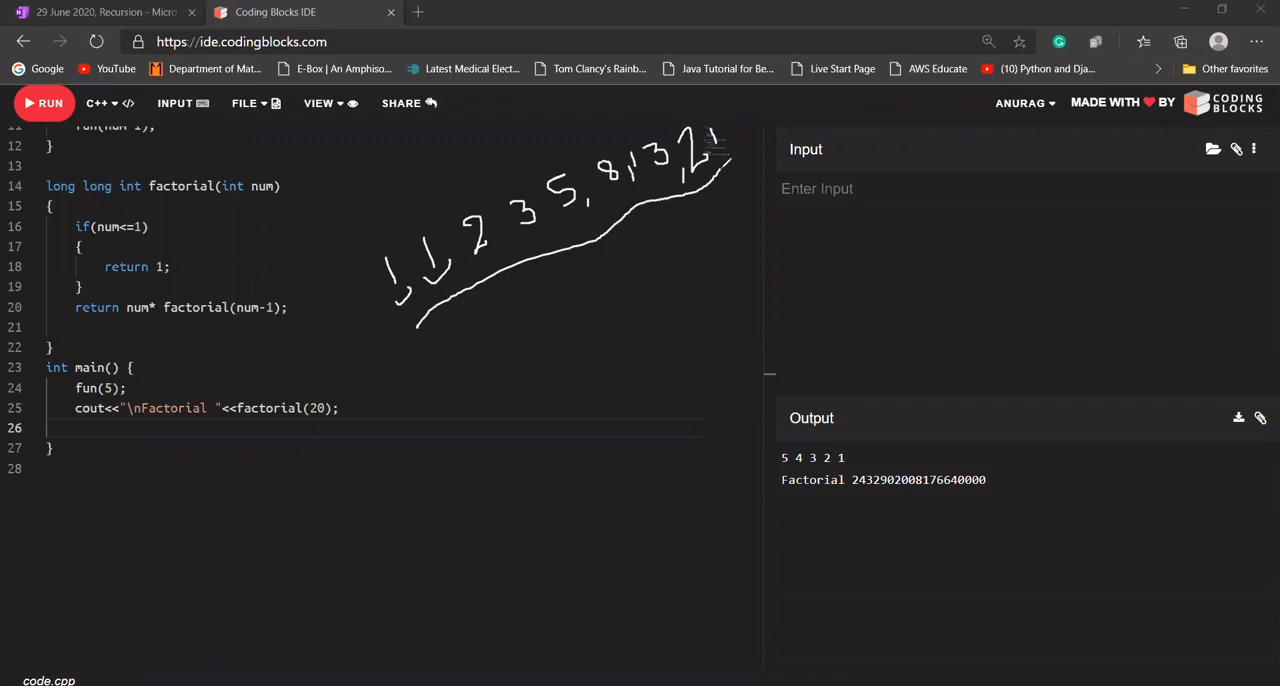 29 June 2020, Recursion - Micro
Coding Blocks IDE
https://ide.codingblocks.com
Google
YouTube
Department of Mat...
E-Box | An Amphiso...
Latest Medical Elect...
Tom Clancy's Rainb...
Java Tutorial for Be...
Live Start Page
AWS Educate
(10) Python and Dja...
Other favorites
RUN
C++ </>
INPUT
FILE
VIEW
SHARE
ANURAG
MADE WITH ❤ BY
CODING
BLOCKS
11 fun(num-1);
12 }
13
14 long long int factorial(int num)
15 {
16 if(num<=1)
17 {
18 return 1;
19 }
20 return num* factorial(num-1);
21
22 }
23 int main() {
24 fun(5);
25 cout<<"\nFactorial "<<factorial(20);
26
27 }
28
1, 1, 2 3 5, 8, 13, 21
Input
Enter Input
Output
5 4 3 2 1
Factorial 2432902008176640000
code.cpp